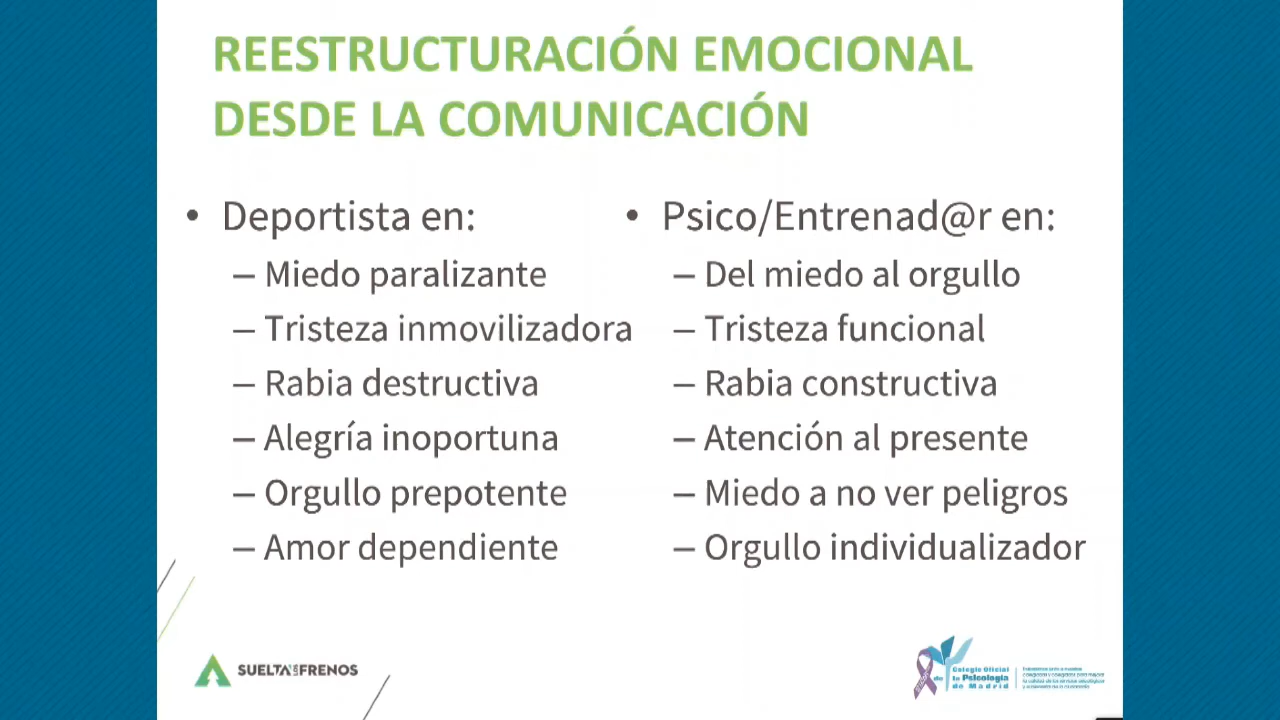 REESTRUCTURACIÓN EMOCIONAL
DESDE LA COMUNICACIÓN
• Deportista en:
– Miedo paralizante
– Tristeza inmovilizadora
– Rabia destructiva
– Alegría inoportuna
– Orgullo prepotente
– Amor dependiente
• Psico/Entrenad@r en:
– Del miedo al orgullo
– Tristeza funcional
– Rabia constructiva
– Atención al presente
– Miedo a no ver peligros
– Orgullo individualizador
SUELTA LOS FRENOS
Colegio Oficial
de la Psicología
de Madrid